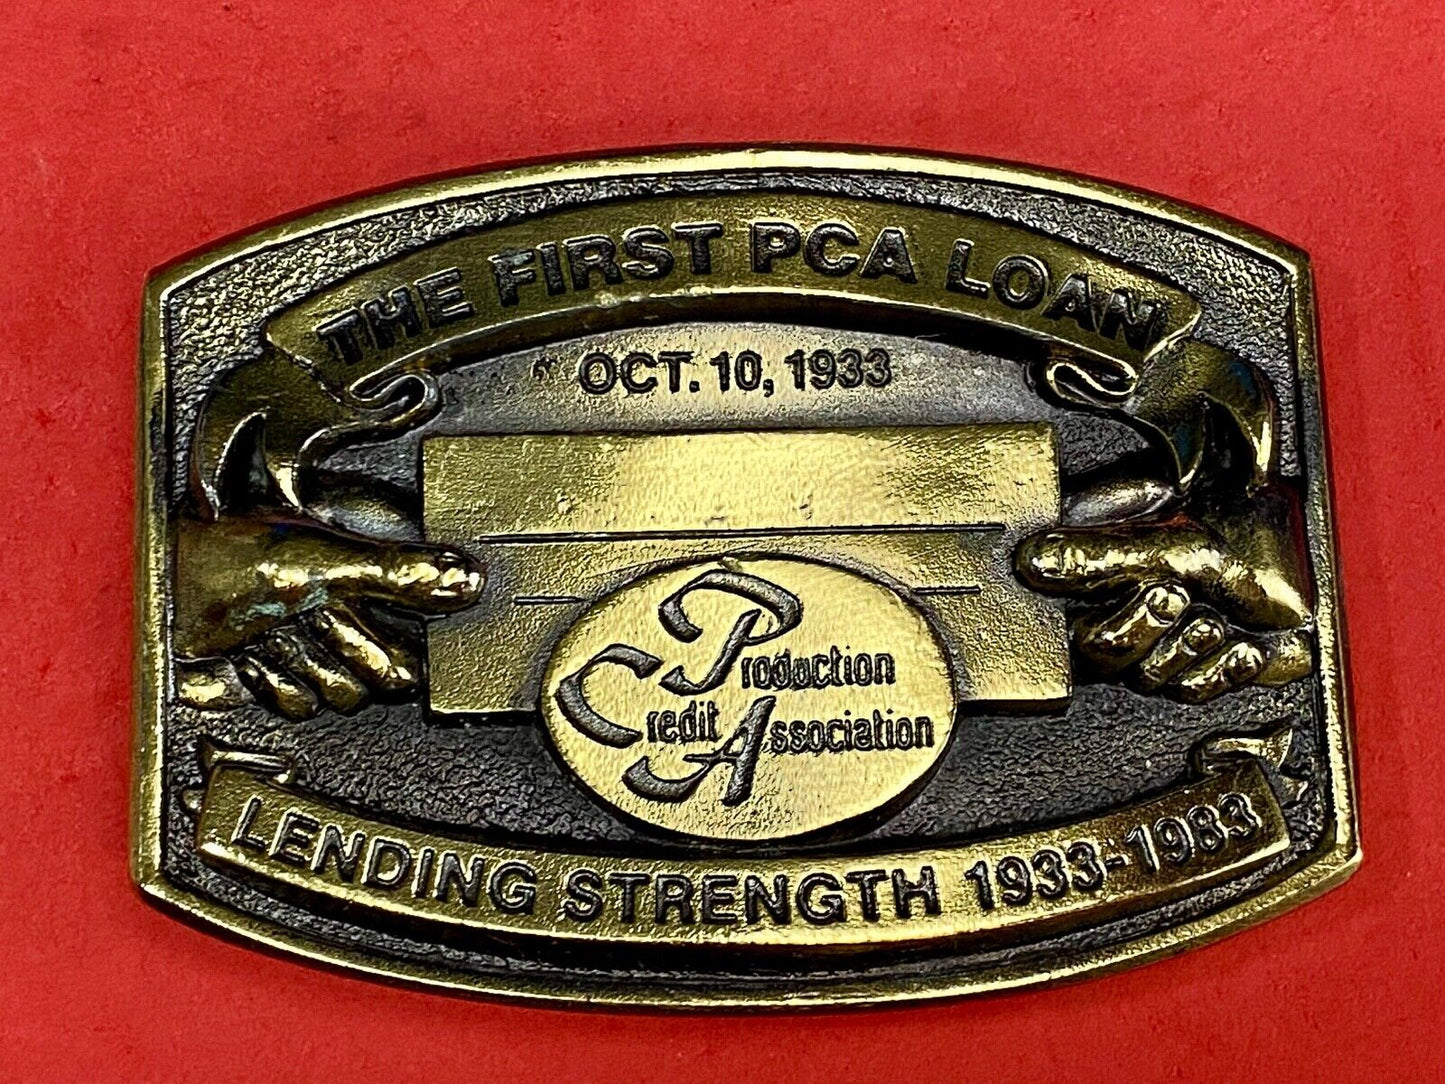 THE FIRST PCA LOAN
OCT. 10, 1933
Production
Credit Association
LENDING STRENGTH 1933-1983